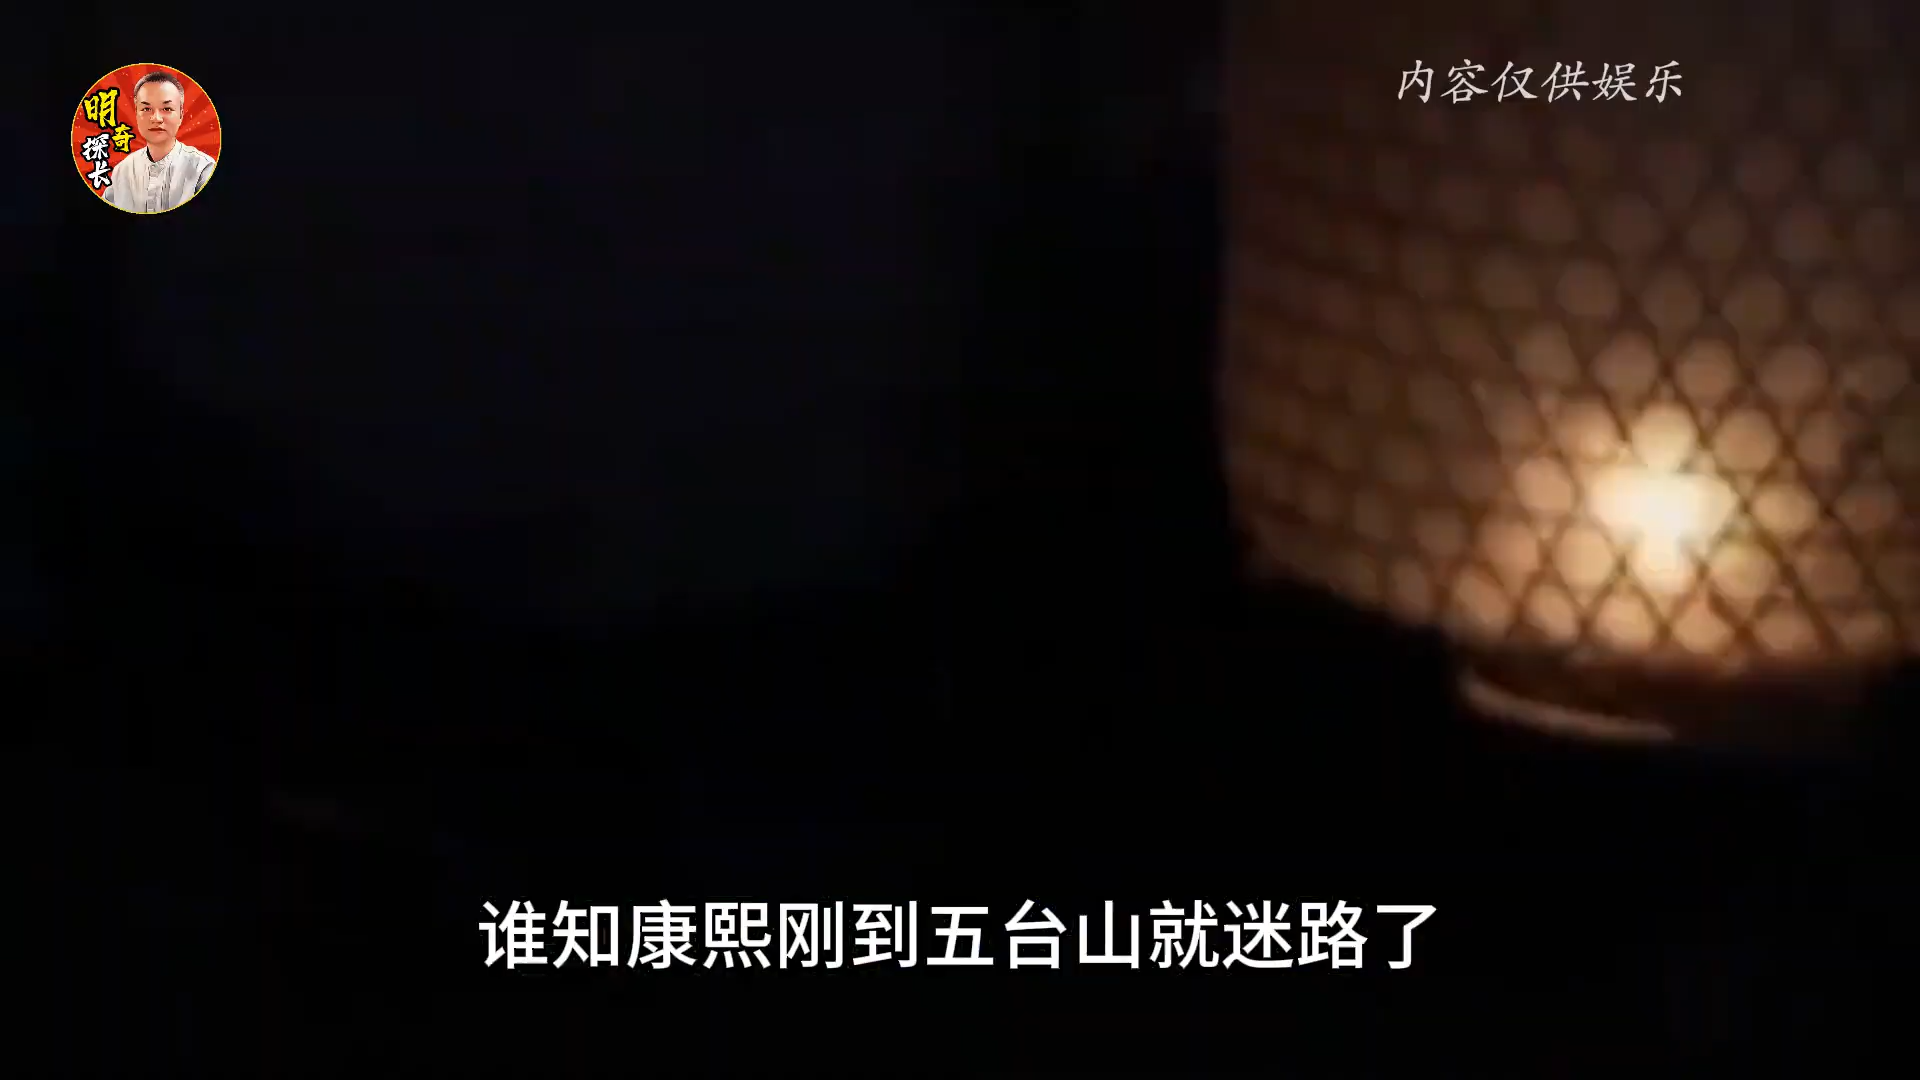 内容仅供娱乐
明奇
探长
谁知康熙刚到五台山就迷路了